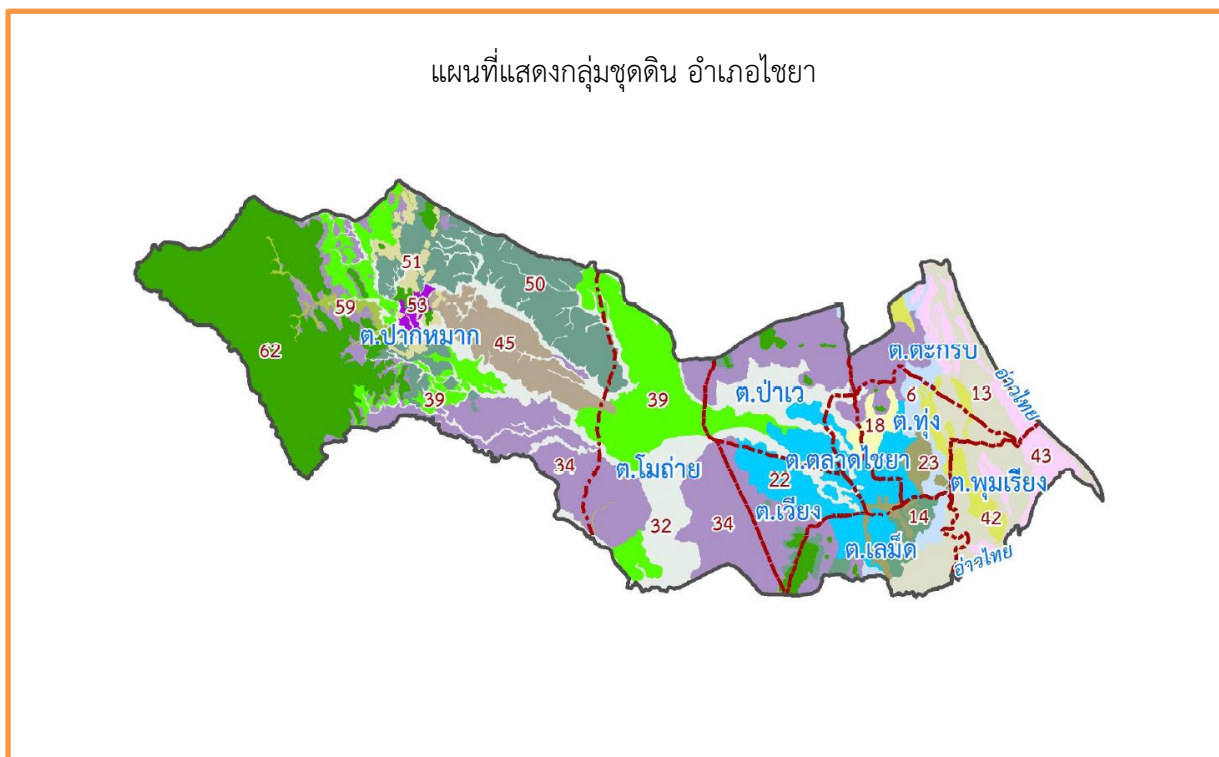 แผนที่แสดงกลุ่มชุดดิน อำเภอไชยา
51
50
53
59
ต.ปากหมาก
62
45
39
39
34
ต.โมถ่าย
32
34
ต.ป่าเว
ต.ตะกรบ
อ่าวไทย
6
13
18
ต.ทุ่ง
ต.ตลาดไชยา
23
43
22
ต.พุมเรียง
ต.เวียง
14
42
ต.เลม็ด
อ่าวไทย